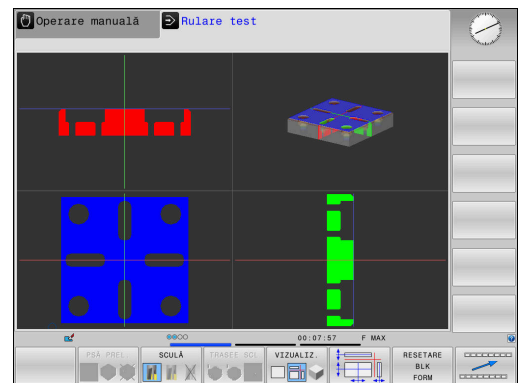 Operare manuală
Rulare test
00:07:57 F MAX
PSĂ PREL.
SCULĂ
TRASEE SCL.
VIZUALIZ.
RESETARE
BLK
FORM